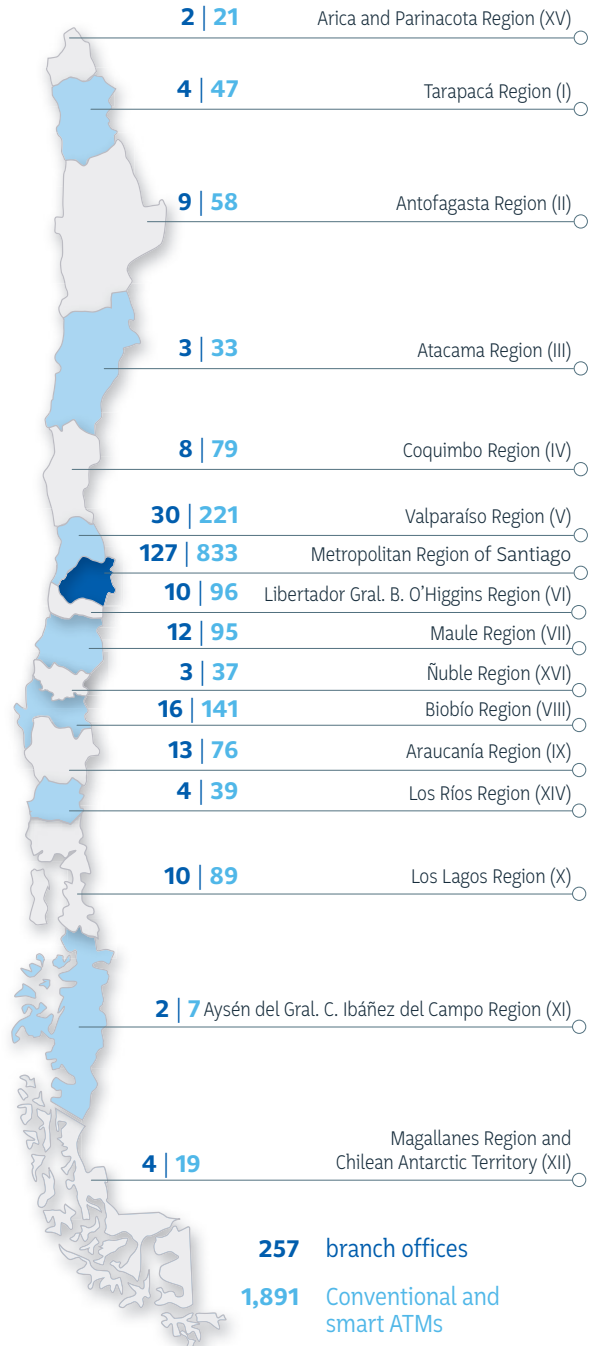 2 | 21 Arica and Parinacota Region (XV)
4 | 47 Tarapacá Region (I)
9 | 58 Antofagasta Region (II)
3 | 33 Atacama Region (III)
8 | 79 Coquimbo Region (IV)
30 | 221 Valparaíso Region (V)
127 | 833 Metropolitan Region of Santiago
10 | 96 Libertador Gral. B. O’Higgins Region (VI)
12 | 95 Maule Region (VII)
3 | 37 Ñuble Region (XVI)
16 | 141 Biobío Region (VIII)
13 | 76 Araucanía Region (IX)
4 | 39 Los Ríos Region (XIV)
10 | 89 Los Lagos Region (X)
2 | 7 Aysén del Gral. C. Ibáñez del Campo Region (XI)
Magallanes Region and
4 | 19 Chilean Antarctic Territory (XII)
257 branch offices
1,891 Conventional and
smart ATMs